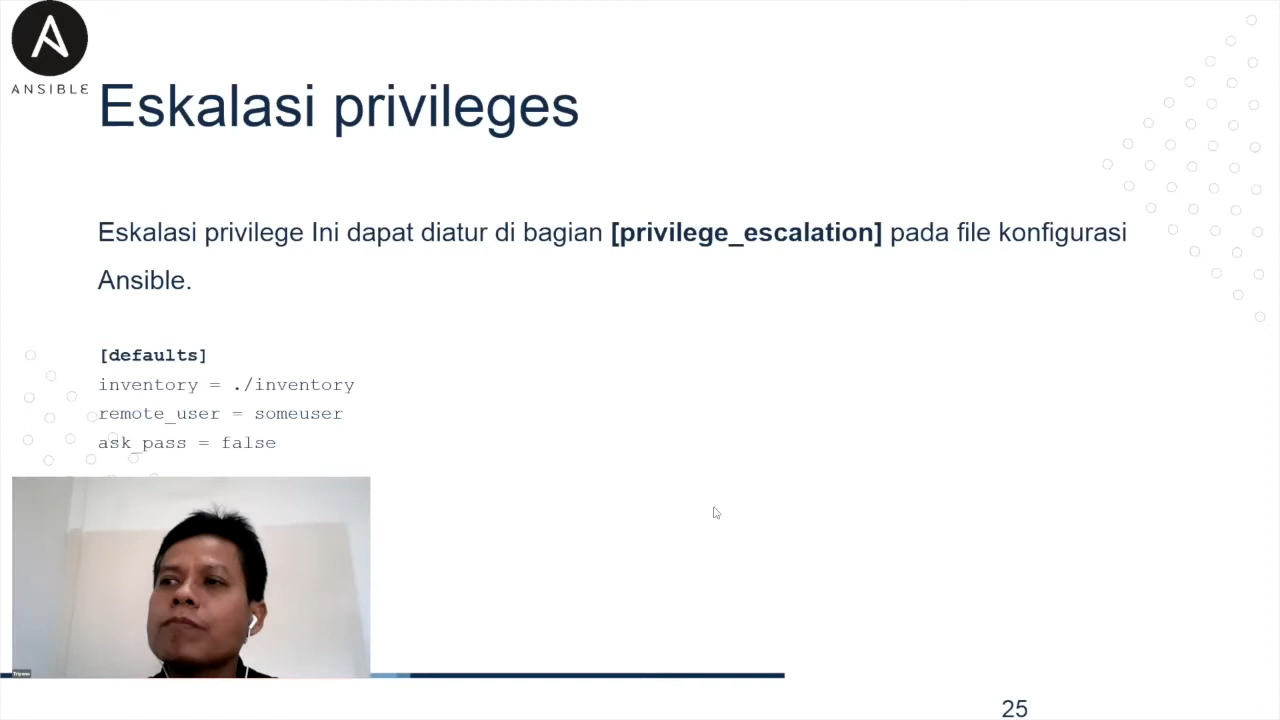 ANSIBLE
Eskalasi privileges
Eskalasi privilege Ini dapat diatur di bagian [privilege_escalation] pada file konfigurasi
Ansible.
[defaults]
inventory = ./inventory
remote_user = someuser
ask_pass = false
Triyono
25